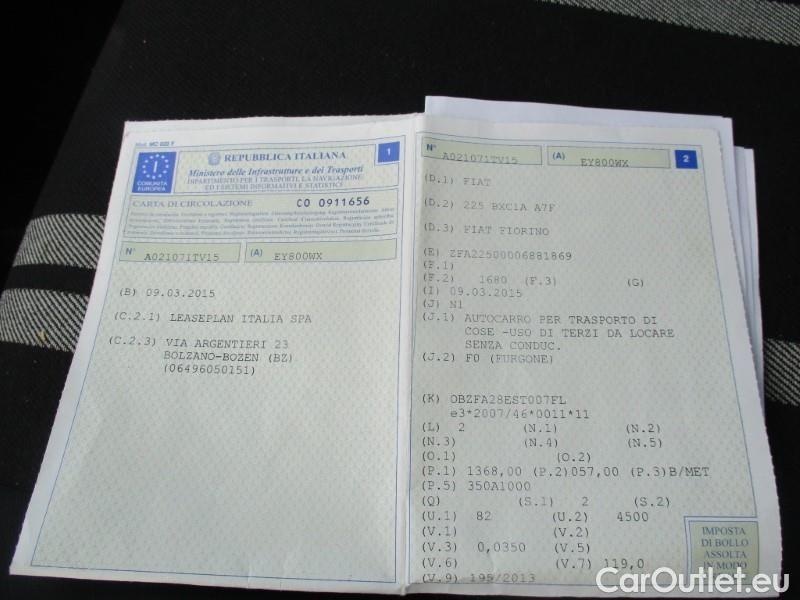 Mod. MC 820 F
1
I
COMUNITÀ
EUROPEA
REPUBBLICA ITALIANA
Ministero delle Infrastrutture e dei Trasporti
DIPARTIMENTO PER I TRASPORTI, LA NAVIGAZIONE
ED I SISTEMI INFORMATIVI E STATISTICI
CARTA DI CIRCOLAZIONE CO 0911656
N° A021071TV15 (A) EY800WX
(B) 09.03.2015
(C.2.1) LEASEPLAN ITALIA SPA
(C.2.3) VIA ARGENTIERI 23
BOLZANO-BOZEN (BZ)
(06496050151)
N° A021071TV15 (A) EY800WX 2
(D.1) FIAT
(D.2) 225 BXC1A A7F
(D.3) FIAT FIORINO
(E) ZFA22500006881869
(F.1)
(F.2) 1680 (F.3) (G)
(I) 09.03.2015
(J) N1
(J.1) AUTOCARRO PER TRASPORTO DI
COSE -USO DI TERZI DA LOCARE
SENZA CONDUC.
(J.2) F0 (FURGONE)
(K) OBZFA28EST007FL
e3*2007/46*0011*11
(L) 2 (N.1) (N.2)
(N.3) (N.4) (N.5)
(O.1) (O.2)
(P.1) 1368,00 (P.2)057,00 (P.3)B/MET
(P.5) 350A1000
(Q) (S.1) 2 (S.2)
(U.1) 82 (U.2) 4500
(V.1) (V.2)
(V.3) 0,0350 (V.5)
(V.6) (V.7) 119,0
(V.9) 195/2013
IMPOSTA
DI BOLLO
ASSOLTA
IN MODO
CarOutlet.eu